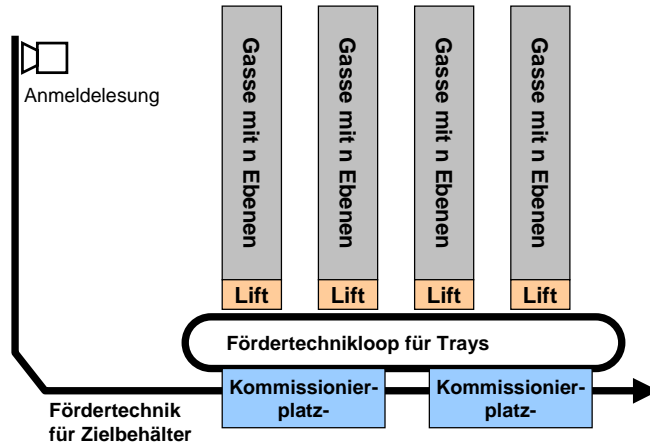 Anmeldelesung
Gasse mit n Ebenen
Gasse mit n Ebenen
Gasse mit n Ebenen
Gasse mit n Ebenen
Lift
Lift
Lift
Lift
Fördertechnikloop für Trays
Kommissionier-
platz-
Kommissionier-
platz-
Fördertechnik
für Zielbehälter